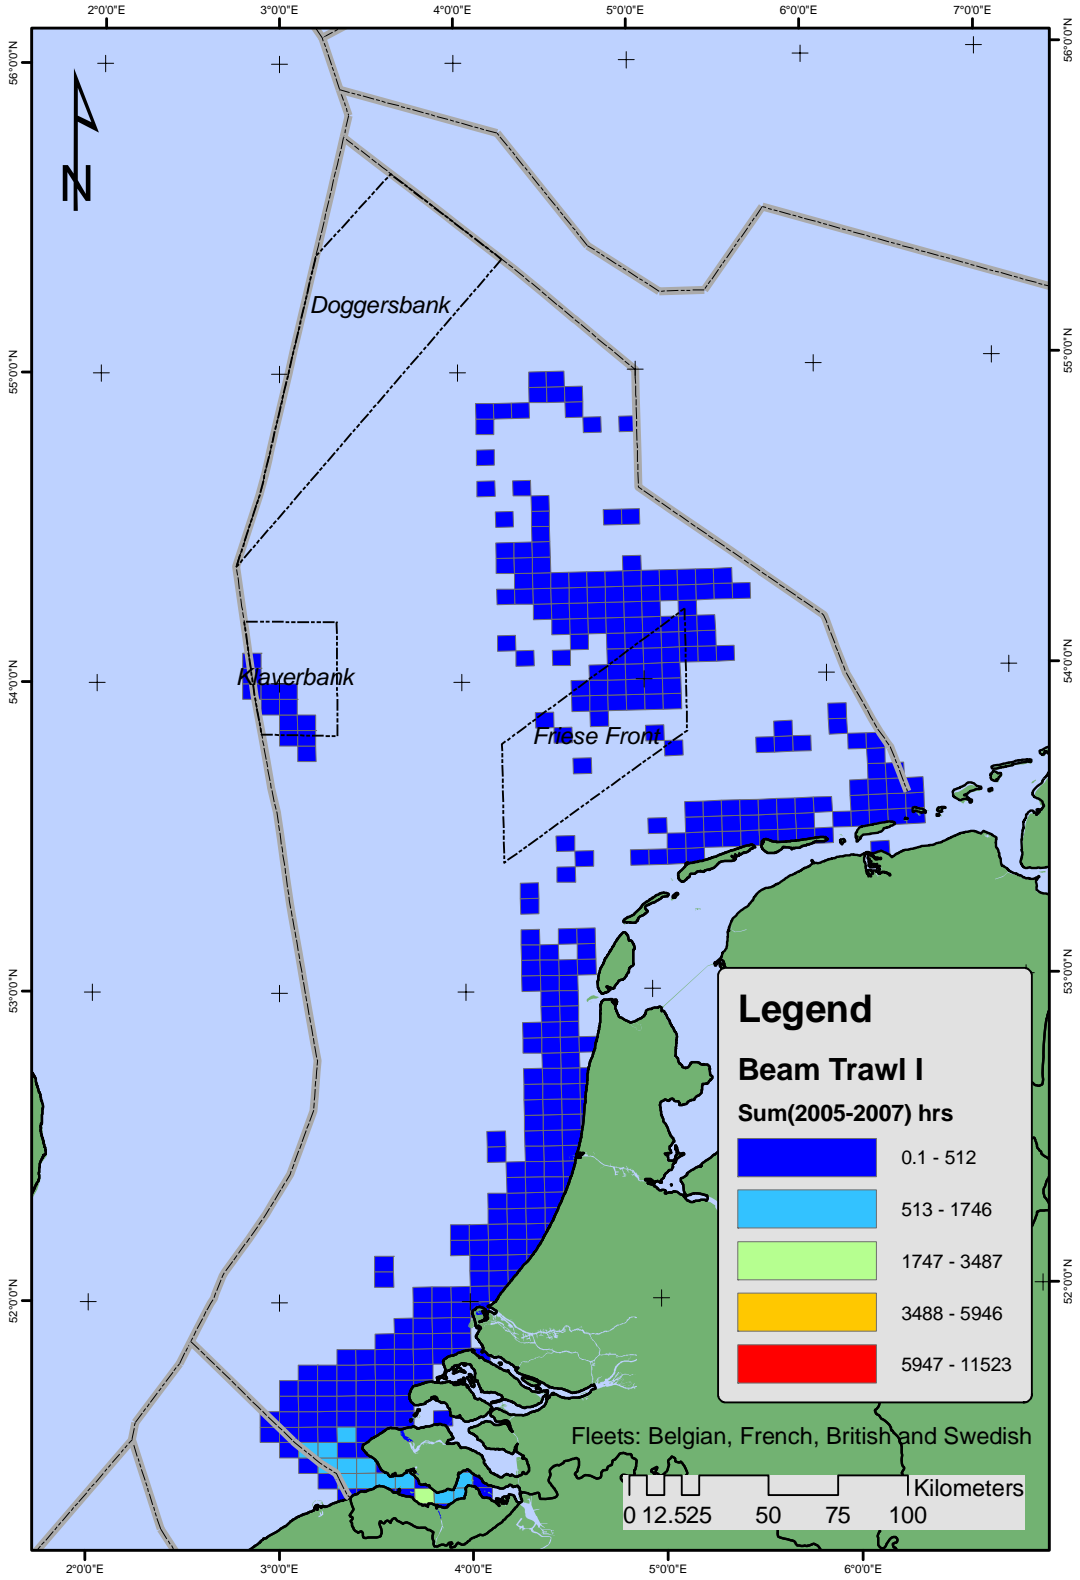 2°0'0"E 3°0'0"E 4°0'0"E 5°0'0"E 6°0'0"E 7°0'0"E
56°0'0"N
56°0'0"N
N
Doggersbank
55°0'0"N
55°0'0"N
Klaverbank
54°0'0"N
54°0'0"N
Friese Front
53°0'0"N
53°0'0"N
Legend
Beam Trawl I
Sum(2005-2007) hrs
0.1 - 512
513 - 1746
1747 - 3487
3488 - 5946
5947 - 11523
52°0'0"N
52°0'0"N
Fleets: Belgian, French, British and Swedish
Kilometers
0 12.525 50 75 100
2°0'0"E 3°0'0"E 4°0'0"E 5°0'0"E 6°0'0"E